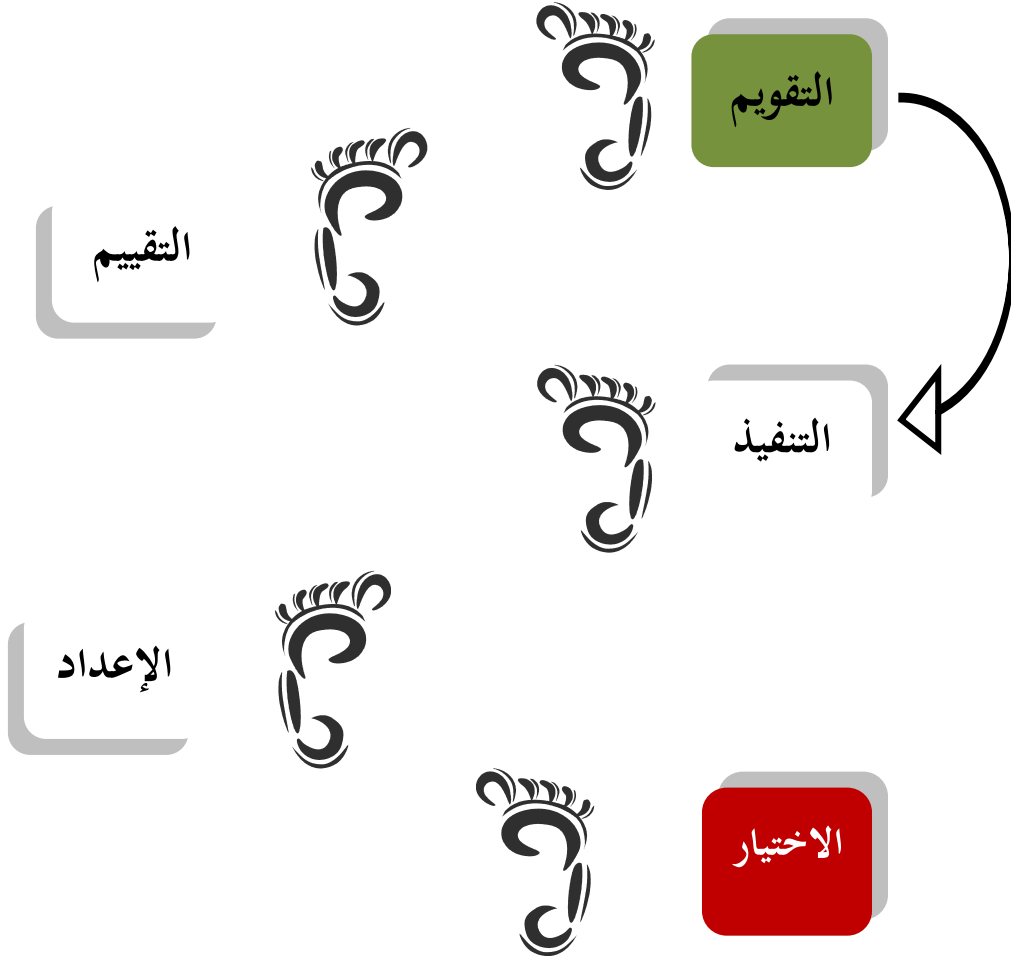 التقويم
التقييم
التنفيذ
الإعداد
الاختيار